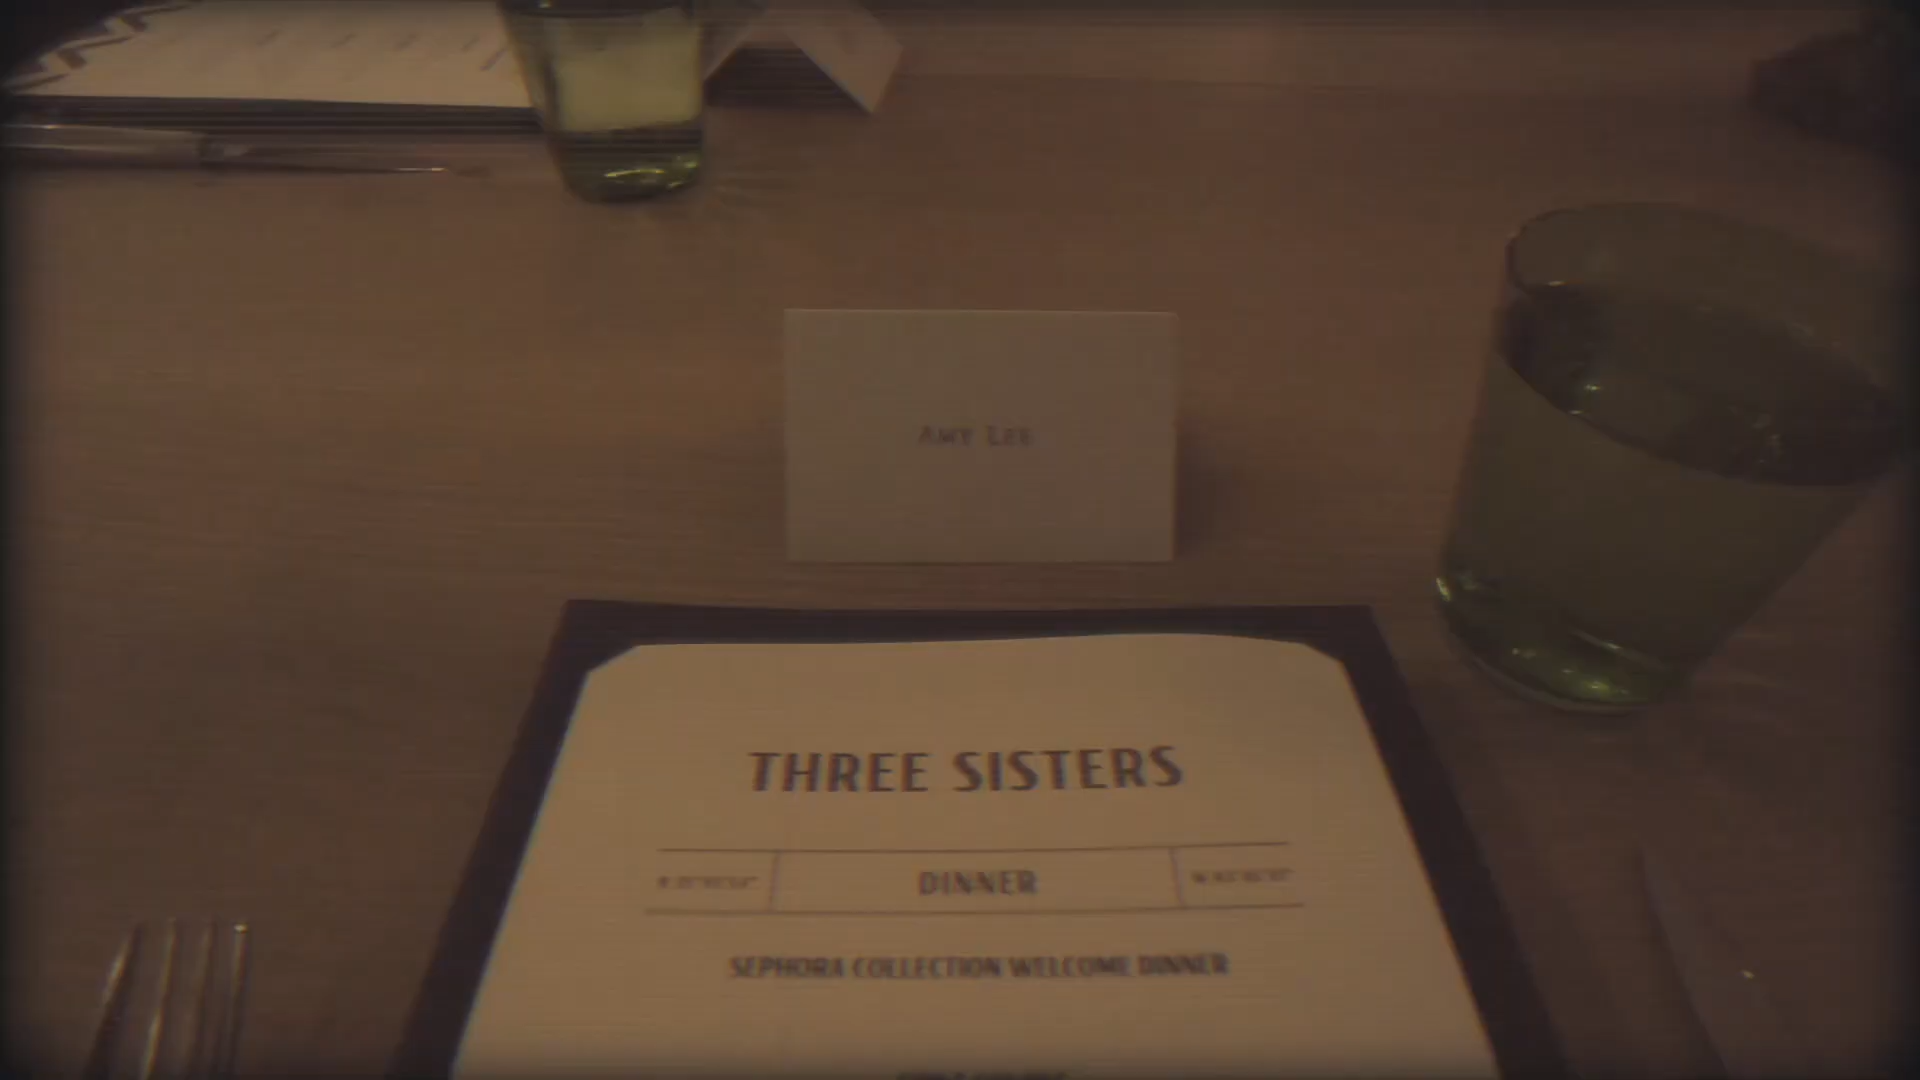 AMY LEE
THREE SISTERS
DINNER
SEPHORA COLLECTION WELCOME DINNER